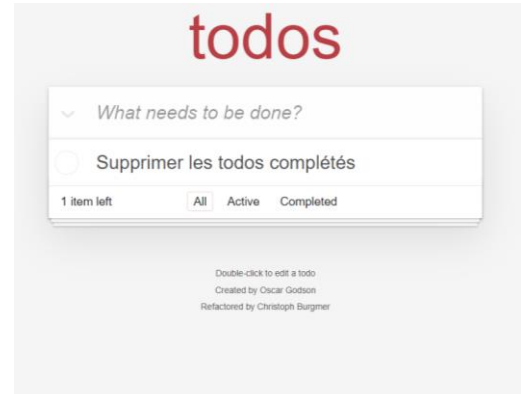 todos
What needs to be done?
Supprimer les todos complétés
1 item left All Active Completed
Double-click to edit a todo
Created by Oscar Godson
Refactored by Christoph Burgmer